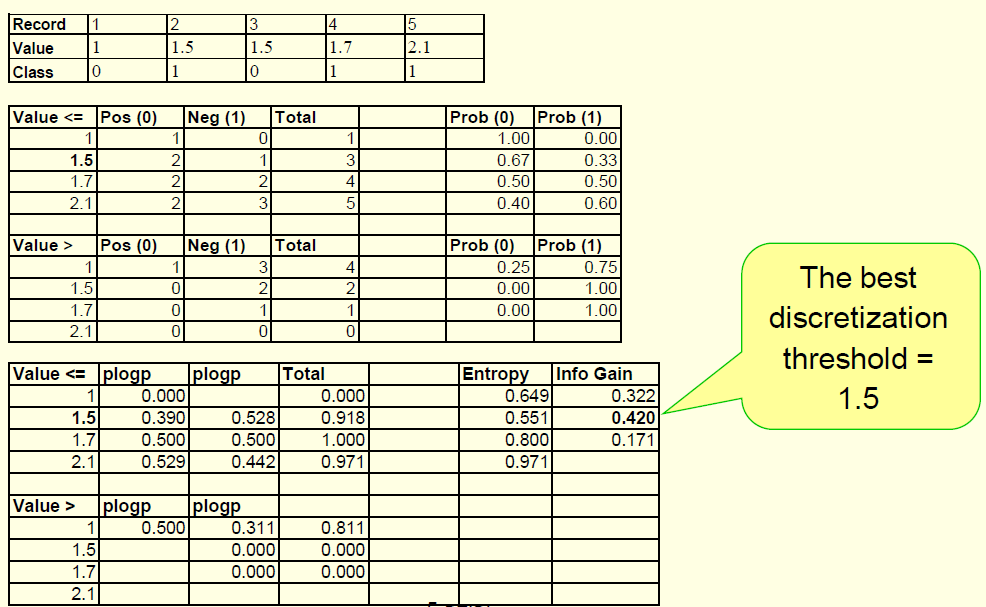 Record 1 2 3 4 5
Value 1 1.5 1.5 1.7 2.1
Class 0 1 0 1 1
Value <= Pos (0) Neg (1) Total Prob (0) Prob (1)
1 1 0 1 1.00 0.00
1.5 2 1 3 0.67 0.33
1.7 2 2 4 0.50 0.50
2.1 2 3 5 0.40 0.60
Value > Pos (0) Neg (1) Total Prob (0) Prob (1)
1 1 3 4 0.25 0.75
1.5 0 2 2 0.00 1.00
1.7 0 1 1 0.00 1.00
2.1 0 0 0
Value <= plogp plogp Total Entropy Info Gain
1 0.000 0.000 0.649 0.322
1.5 0.390 0.528 0.918 0.551 0.420
1.7 0.500 0.500 1.000 0.800 0.171
2.1 0.529 0.442 0.971 0.971
Value > plogp plogp
1 0.500 0.311 0.811
1.5 0.000 0.000
1.7 0.000 0.000
2.1
The best
discretization
threshold =
1.5